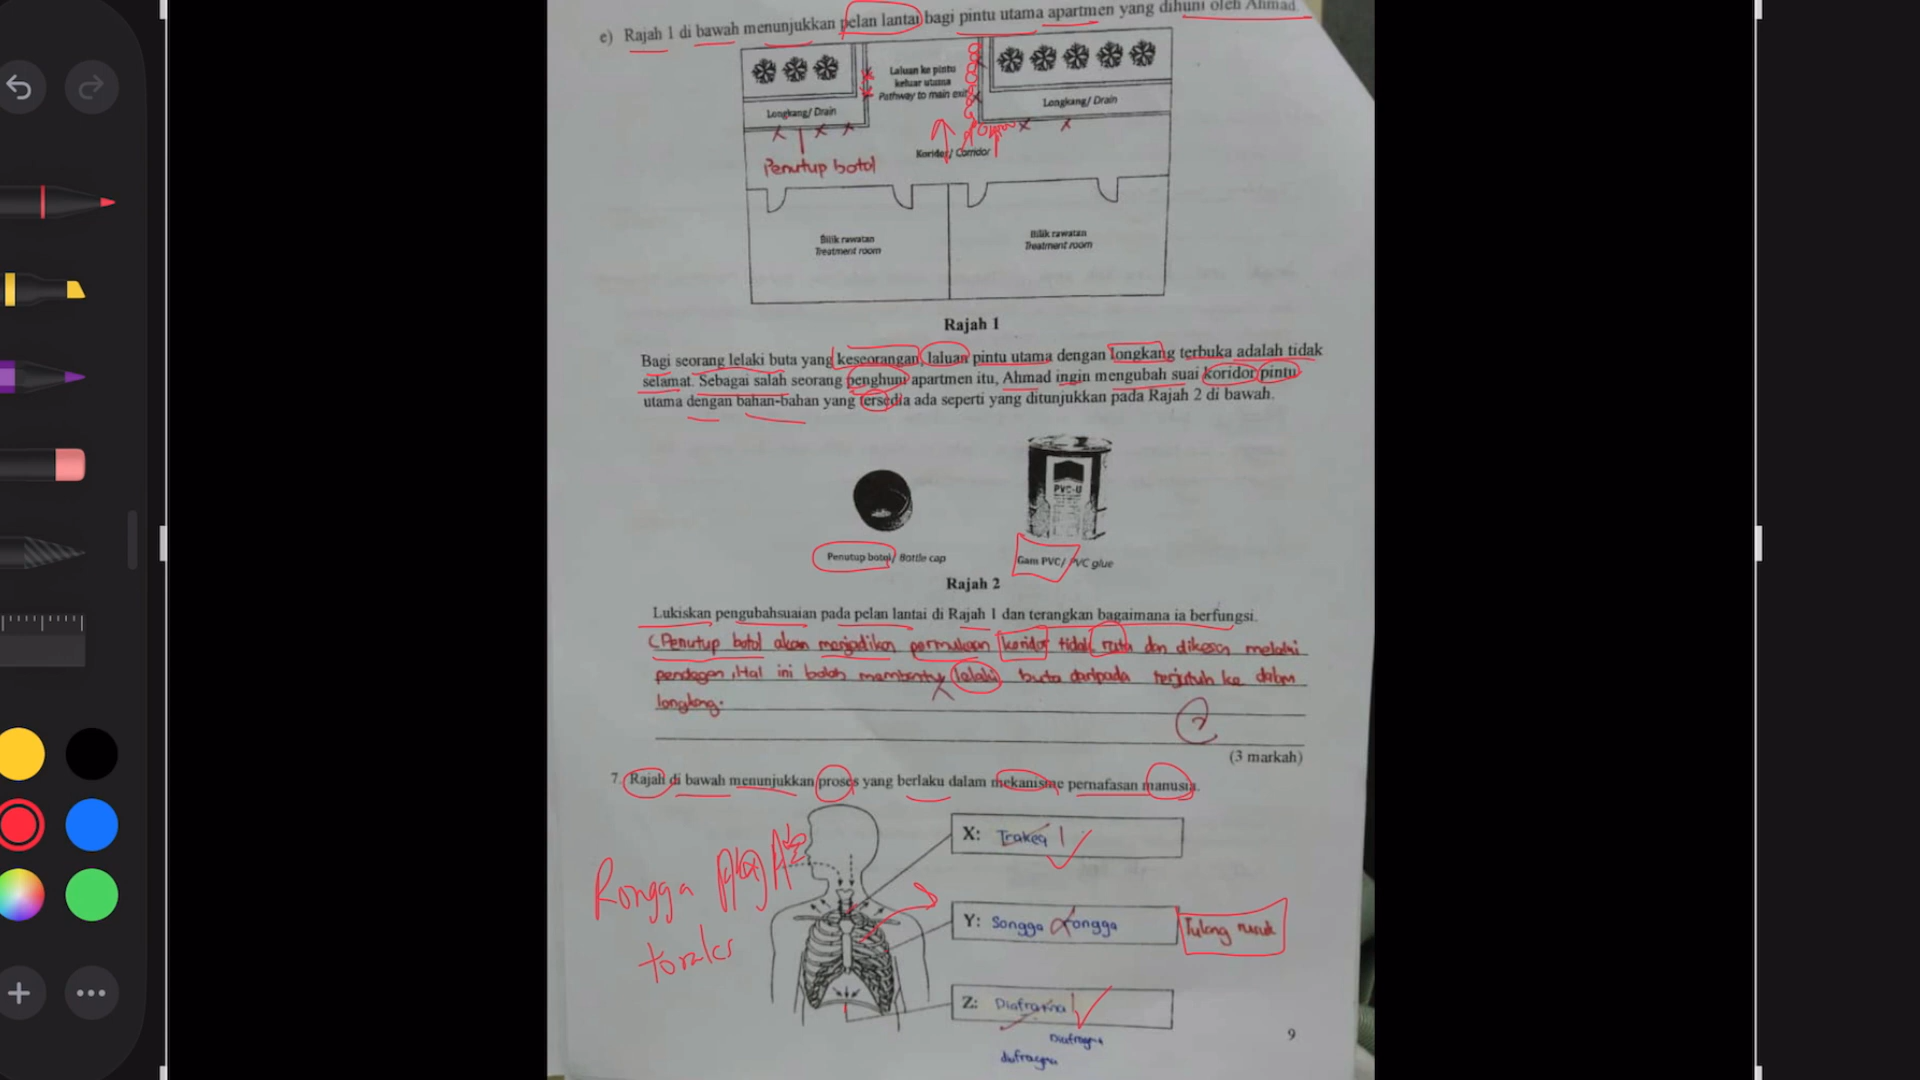 e) Rajah 1 di bawah menunjukkan pelan lantai bagi pintu utama apartmen yang dihuni oleh Ahmad.
Laluan ke pintu
keluar utama
Pathway to main exit
Longkang/ Drain
Longkang/ Drain
Koridor/ Corridor
Penutup botol
Bilik rawatan
Treatment room
Bilik rawatan
Treatment room
Rajah 1
Bagi seorang lelaki buta yang keseorangan, laluan pintu utama dengan longkang terbuka adalah tidak
selamat. Sebagai salah seorang penghuni apartmen itu, Ahmad ingin mengubah suai koridor pintu
utama dengan bahan-bahan yang tersedia ada seperti yang ditunjukkan pada Rajah 2 di bawah.
PVC-U
Penutup botol/ Bottle cap
Gam PVC/ PVC glue
Rajah 2
Lukiskan pengubahsuaian pada pelan lantai di Rajah 1 dan terangkan bagaimana ia berfungsi.
Penutup botol akan menjadikan permukaan koridor tidak rata dan dikesan melalui
Hal ini boleh membantu lelaki buta daripada terjatuh ke dalam
longkang.
(3 markah)
7. Rajah di bawah menunjukkan proses yang berlaku dalam mekanisme pernafasan manusia.
X: Trakea
Rongga
toraks
Y: Songga rongga
Tulang rusuk
Z: Diafragma
9